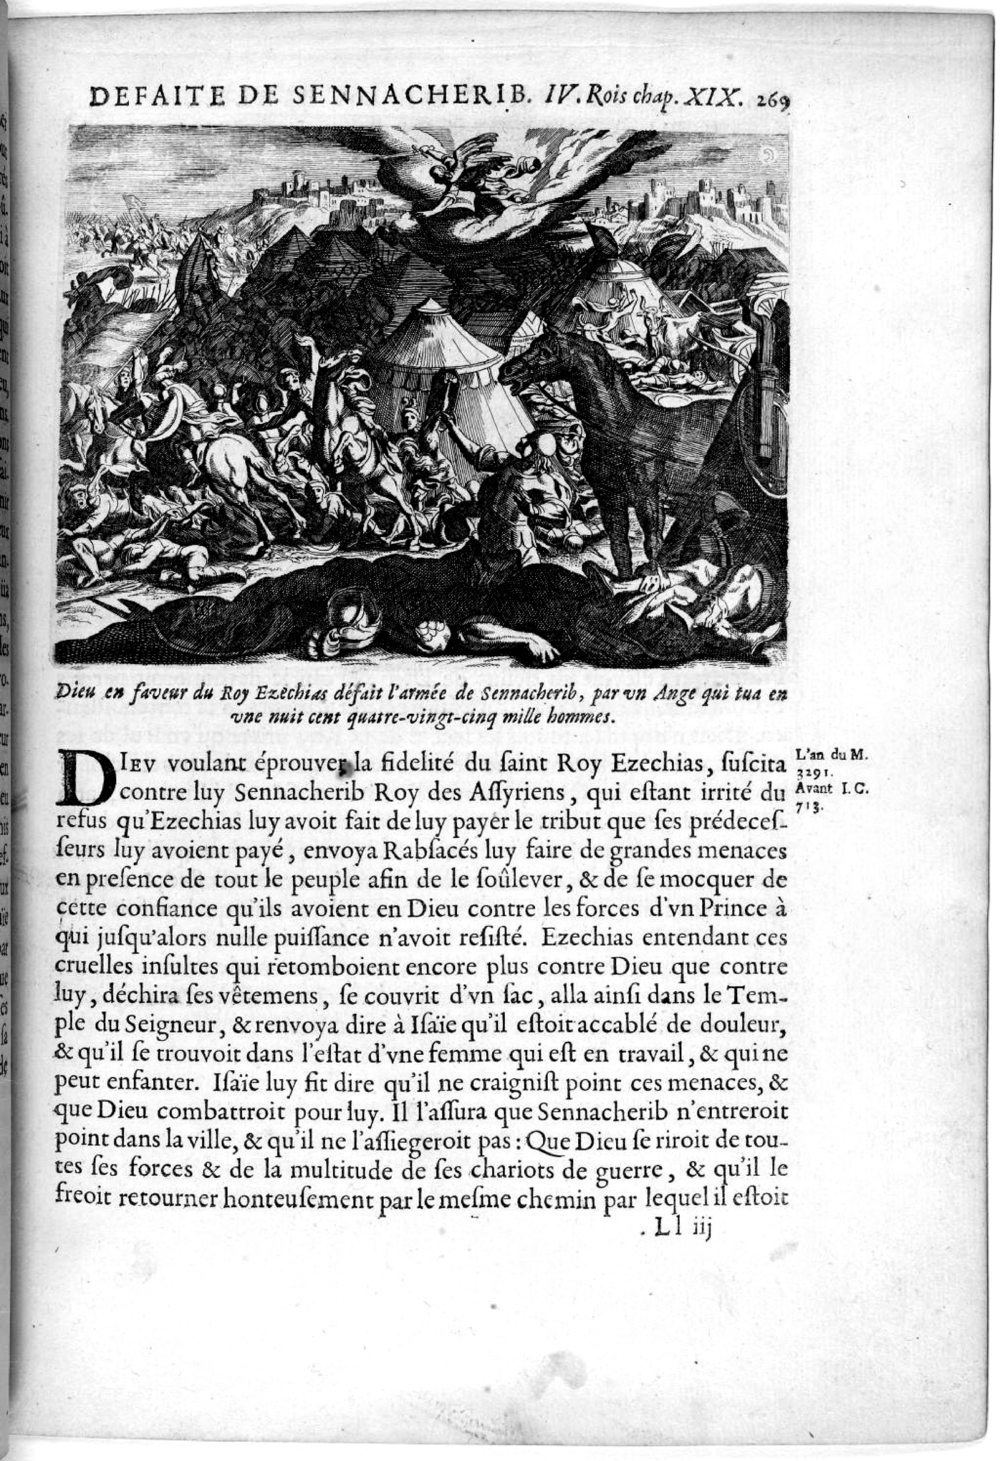 DEFAITE DE SENNACHERIB. IV. Rois chap. XIX. 269
Dieu en faveur du Roy Ezechias défait l'armée de Sennacherib, par vn Ange qui tua en
vne nuit cent quatre-vingt-cinq mille hommes.
DIEV voulant éprouver la fidelité du ſaint Roy Ezechias, ſuſcita
contre luy Sennacherib Roy des Aſſyriens, qui eſtant irrité du
refus qu'Ezechias luy avoit fait de luy payer le tribut que ſes prédeceſ-
ſeurs luy avoient payé, envoya Rabſacés luy faire de grandes menaces
en preſence de tout le peuple afin de le ſoûlever, & de ſe mocquer de
cette confiance qu'ils avoient en Dieu contre les forces d'vn Prince à
qui juſqu'alors nulle puiſſance n'avoit reſiſté. Ezechias entendant ces
cruelles inſultes qui retomboient encore plus contre Dieu que contre
luy, déchira ſes vêtemens, ſe couvrit d'vn ſac, alla ainſi dans le Tem-
ple du Seigneur, & renvoya dire à Iſaïe qu'il eſtoit accablé de douleur,
& qu'il ſe trouvoit dans l'eſtat d'vne femme qui eſt en travail, & qui ne
peut enfanter. Iſaïe luy fit dire qu'il ne craigniſt point ces menaces, &
que Dieu combattroit pour luy. Il l'aſſura que Sennacherib n'entreroit
point dans la ville, & qu'il ne l'aſſiegeroit pas : Que Dieu ſe riroit de tou-
tes ſes forces & de la multitude de ſes chariots de guerre, & qu'il le
freoit retourner honteuſement par le meſme chemin par lequel il eſtoit
L'an du M.
3291.
Avant I. C.
713.
. Ll iij